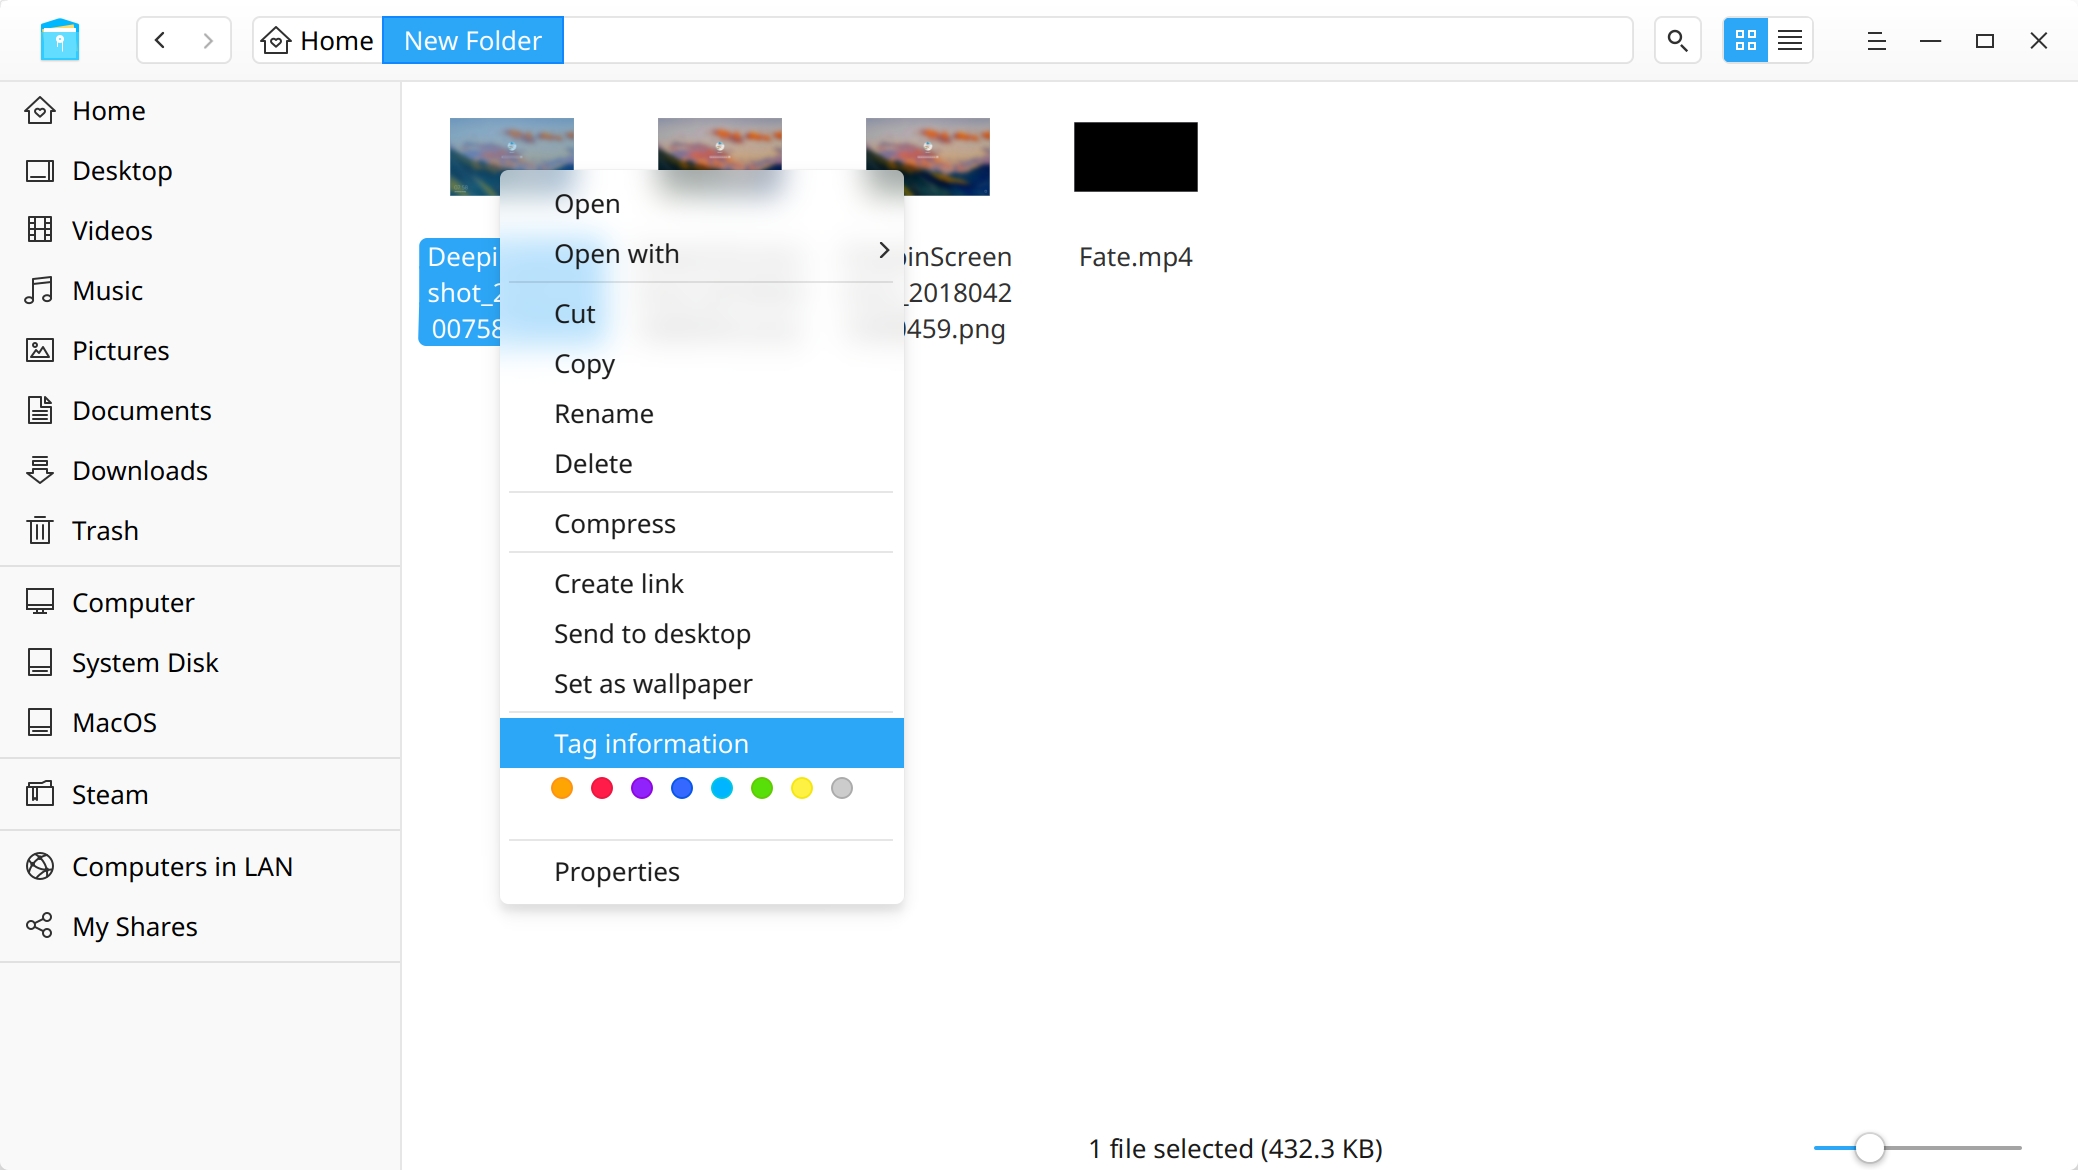 Home
New Folder
Home
Desktop
Videos
Music
Pictures
Documents
Downloads
Trash
Computer
System Disk
MacOS
Steam
Computers in LAN
My Shares
Deepi
shot_2
00758
inScreen
_2018042
459.png
Fate.mp4
Open
Open with
Cut
Copy
Rename
Delete
Compress
Create link
Send to desktop
Set as wallpaper
Tag information
Properties
1 file selected (432.3 KB)